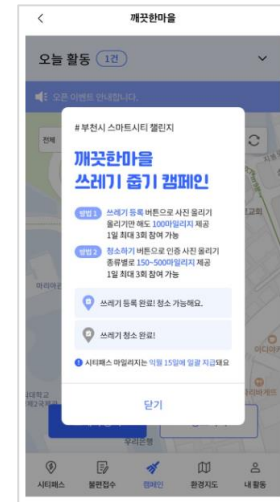 깨끗한마을
오늘 활동 1건
오픈 이벤트 안내합니다.
전체
#부천시 스마트시티 챌린지
깨끗한마을
쓰레기 줍기 캠페인
방법1 쓰레기 등록 버튼으로 사진 올리기
올리기만 해도 100마일리지 제공
1일 최대 3회 참여 가능
방법2 청소하기 버튼으로 인증 사진 올리기
종류별로 150~500마일리지 제공
1일 최대 3회 참여 가능
쓰레기 등록 완료! 청소 가능해요.
쓰레기 청소 완료!
시티패스 마일리지는 익월 15일에 일괄 지급돼요
닫기
우리은행
시티패스
불편접수
캠페인
환경지도
내 활동